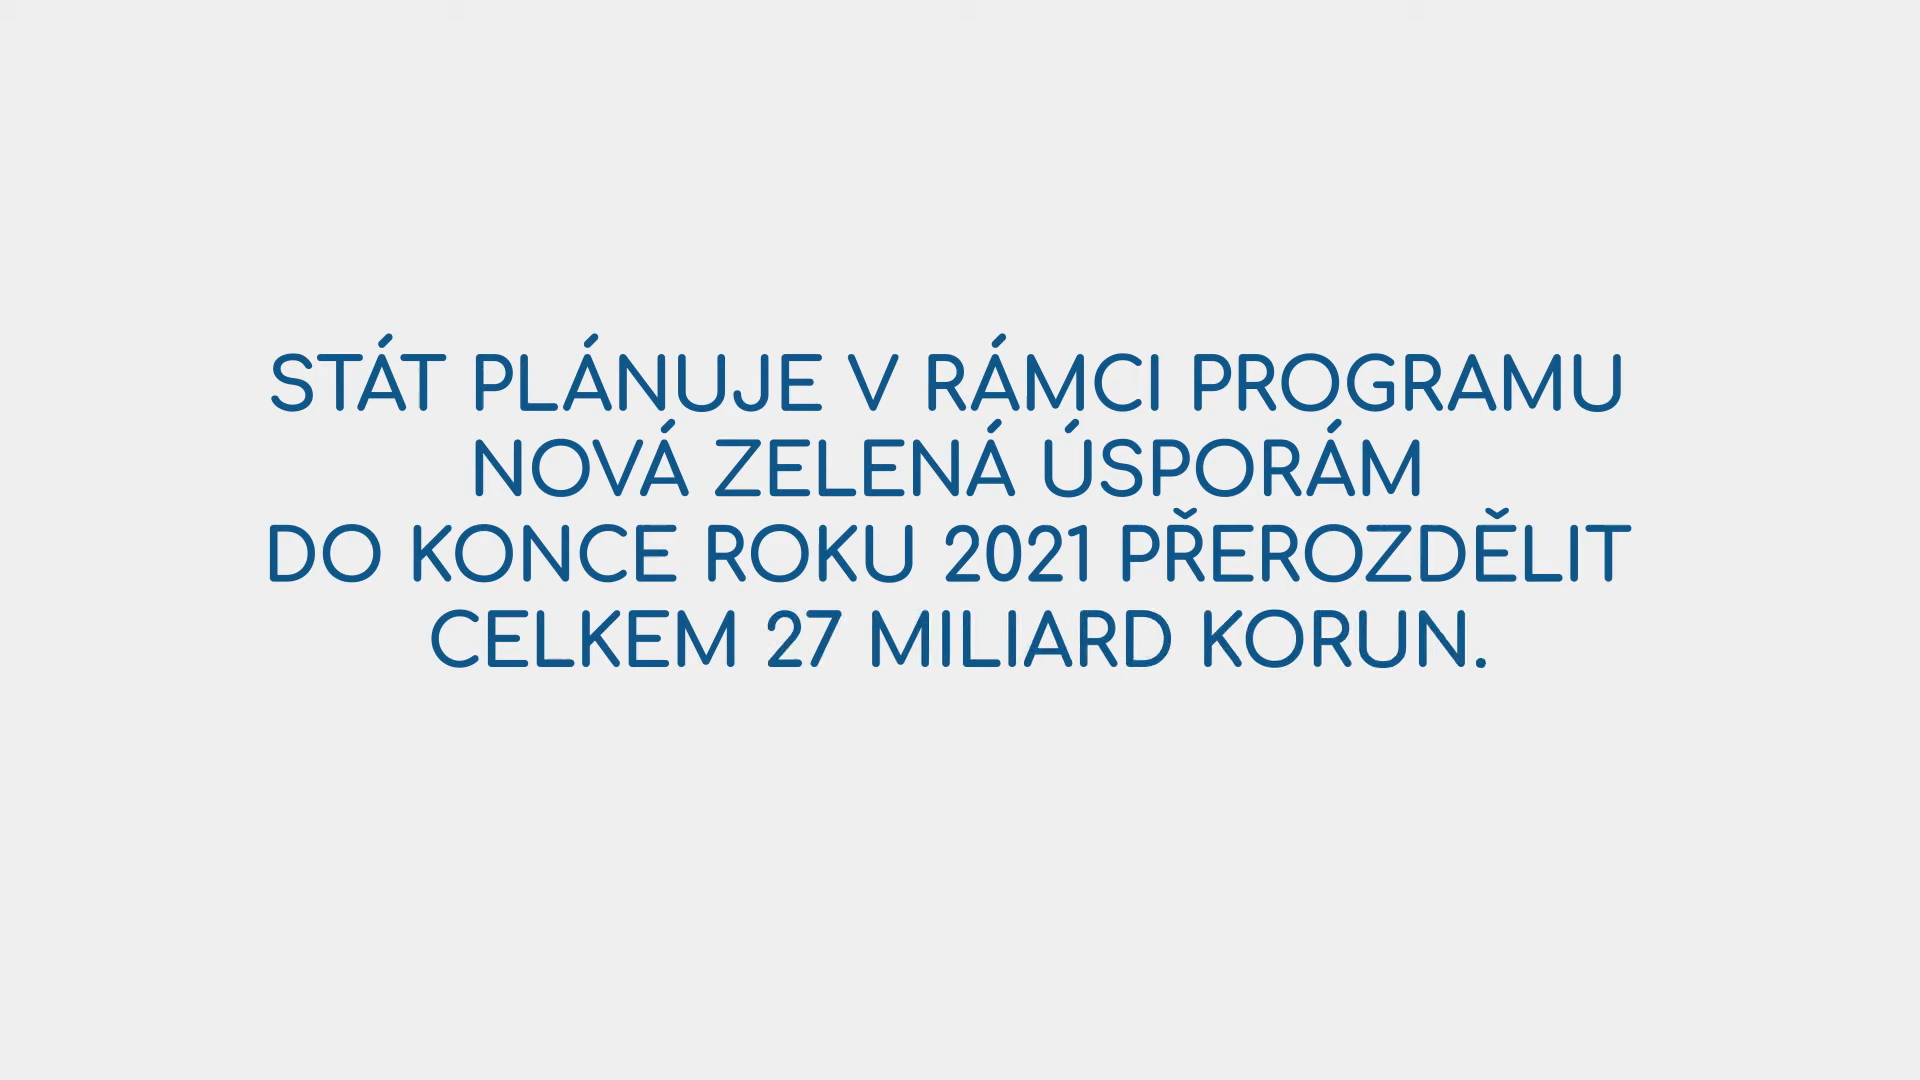 STÁT PLÁNUJE V RÁMCI PROGRAMU
NOVÁ ZELENÁ ÚSPORÁM
DO KONCE ROKU 2021 PŘEROZDĚLIT
CELKEM 27 MILIARD KORUN.